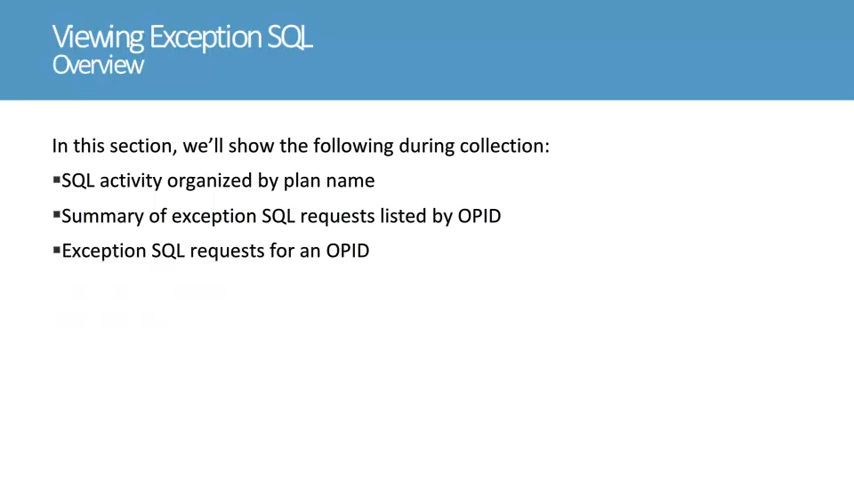 Viewing Exception SQL
Overview
In this section, we'll show the following during collection:
▪SQL activity organized by plan name
▪Summary of exception SQL requests listed by OPID
▪Exception SQL requests for an OPID